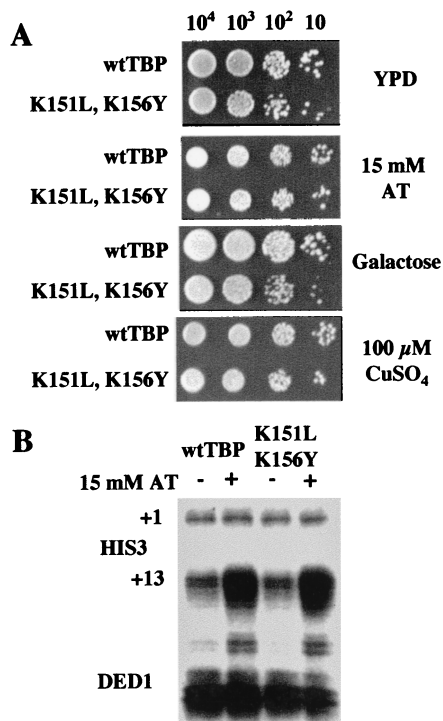 A
10⁴ 10³ 10² 10
wtTBP
K151L, K156Y
YPD
wtTBP
K151L, K156Y
15 mM
AT
wtTBP
K151L, K156Y
Galactose
wtTBP
K151L, K156Y
100 µM
CuSO₄
B
wtTBP K151L
K156Y
15 mM AT - + - +
+1
HIS3
+13
DED1